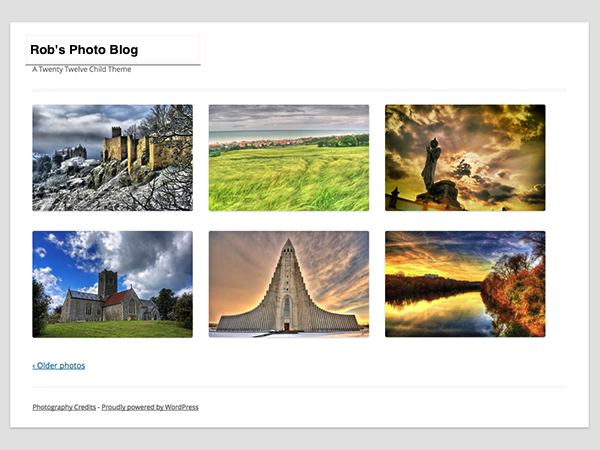 Rob's Photo Blog
A Twenty Twelve Child Theme
‹ Older photos
Photography Credits - Proudly powered by WordPress